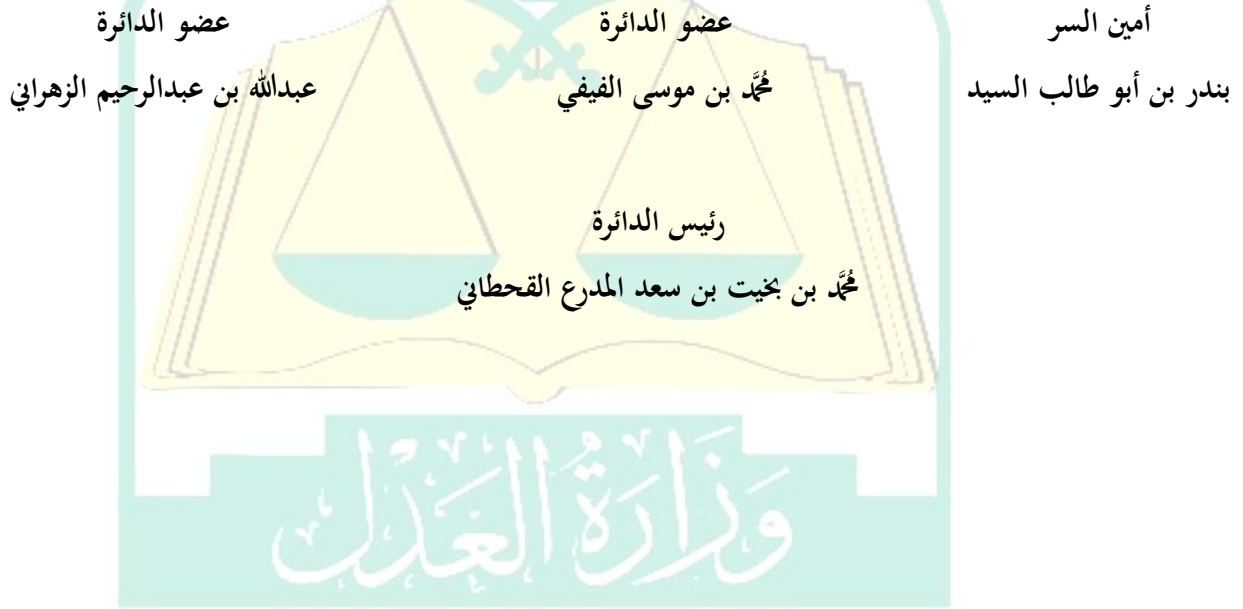 أمين السر عضو الدائرة عضو الدائرة
بندر بن أبو طالب السيد مُحَمَّد بن موسى الفيفي عبدالله بن عبدالرحيم الزهراني
رئيس الدائرة
مُحَمَّد بن بخيت بن سعد المدرع القحطاني
وَزَارَةُ الْعَدْل